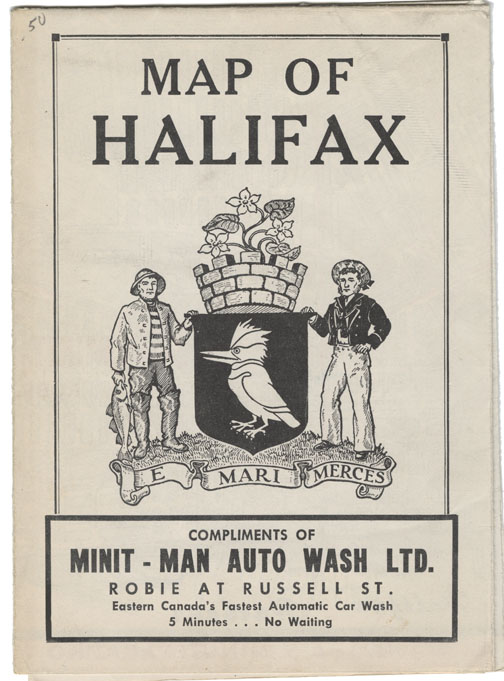 50
MAP OF
HALIFAX
E MARI MERCES
COMPLIMENTS OF
MINIT - MAN AUTO WASH LTD.
ROBIE AT RUSSELL ST.
Eastern Canada's Fastest Automatic Car Wash
5 Minutes . . . No Waiting